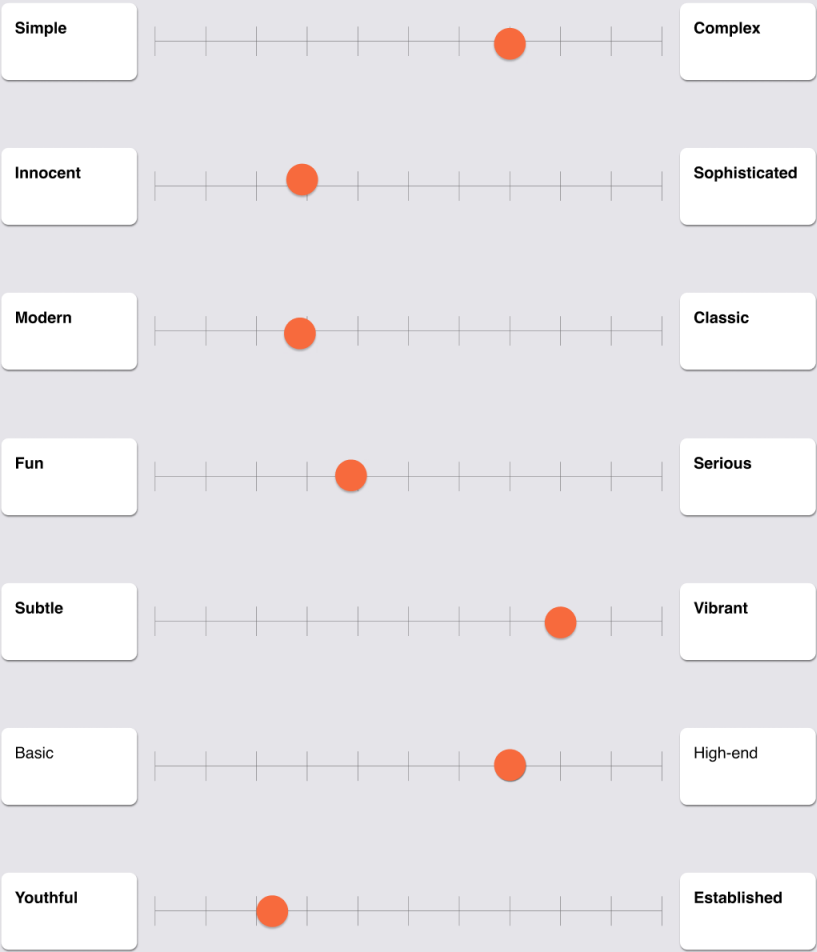 Simple
Complex
Innocent
Sophisticated
Modern
Classic
Fun
Serious
Subtle
Vibrant
Basic
High-end
Youthful
Established